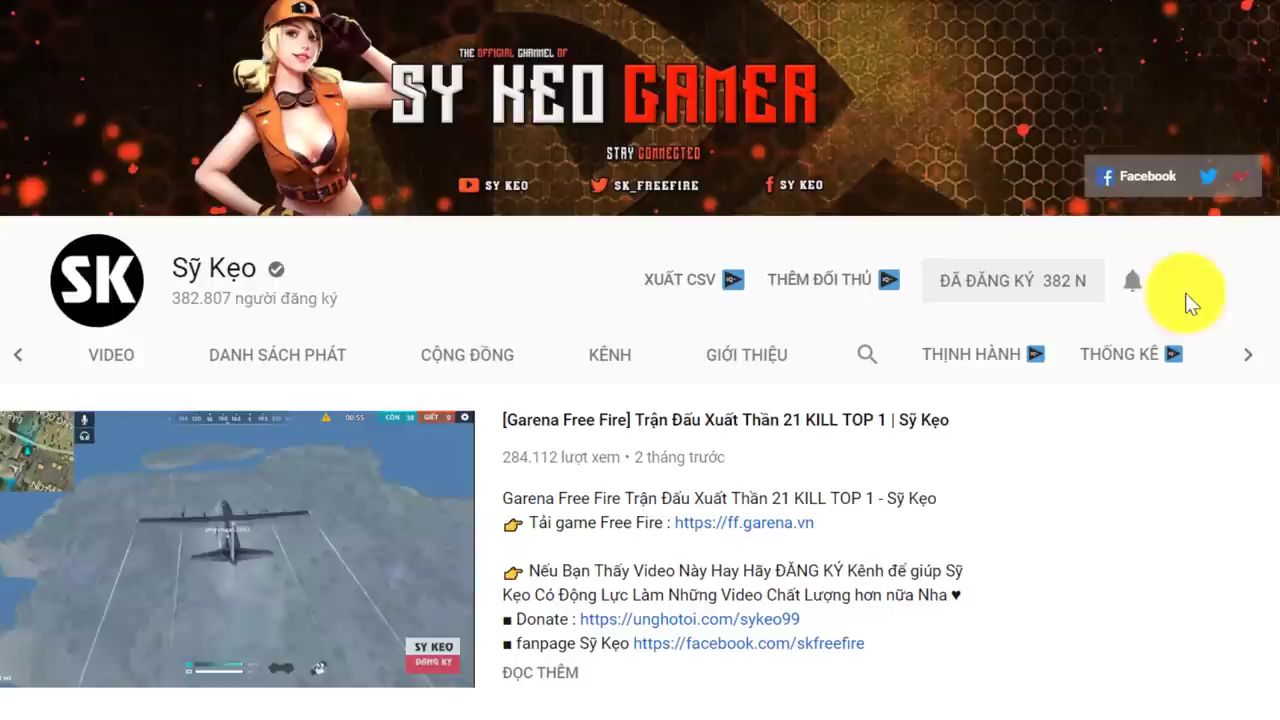 THE OFFICIAL CHANNEL OF
SY KEO GAMER
STAY CONNECTED
SY KEO
SK_FREEFIRE
SY KEO
Facebook
SK
Sỹ Kẹo
382.807 người đăng ký
XUẤT CSV
THÊM ĐỐI THỦ
ĐÃ ĐĂNG KÝ 382 N
VIDEO
DANH SÁCH PHÁT
CỘNG ĐỒNG
KÊNH
GIỚI THIỆU
THỊNH HÀNH
THỐNG KÊ
00:55
CÒN 38
GIẾT 0
SY KEO
ĐĂNG KÝ
[Garena Free Fire] Trận Đấu Xuất Thần 21 KILL TOP 1 | Sỹ Kẹo
284.112 lượt xem • 2 tháng trước
Garena Free Fire Trận Đấu Xuất Thần 21 KILL TOP 1 - Sỹ Kẹo
👉 Tải game Free Fire : https://ff.garena.vn
👉 Nếu Bạn Thấy Video Này Hay Hãy ĐĂNG KÝ Kênh để giúp Sỹ
Kẹo Có Động Lực Làm Những Video Chất Lượng hơn nữa Nha ♥
■ Donate : https://unghotoi.com/sykeo99
■ fanpage Sỹ Kẹo https://facebook.com/skfreefire
ĐỌC THÊM